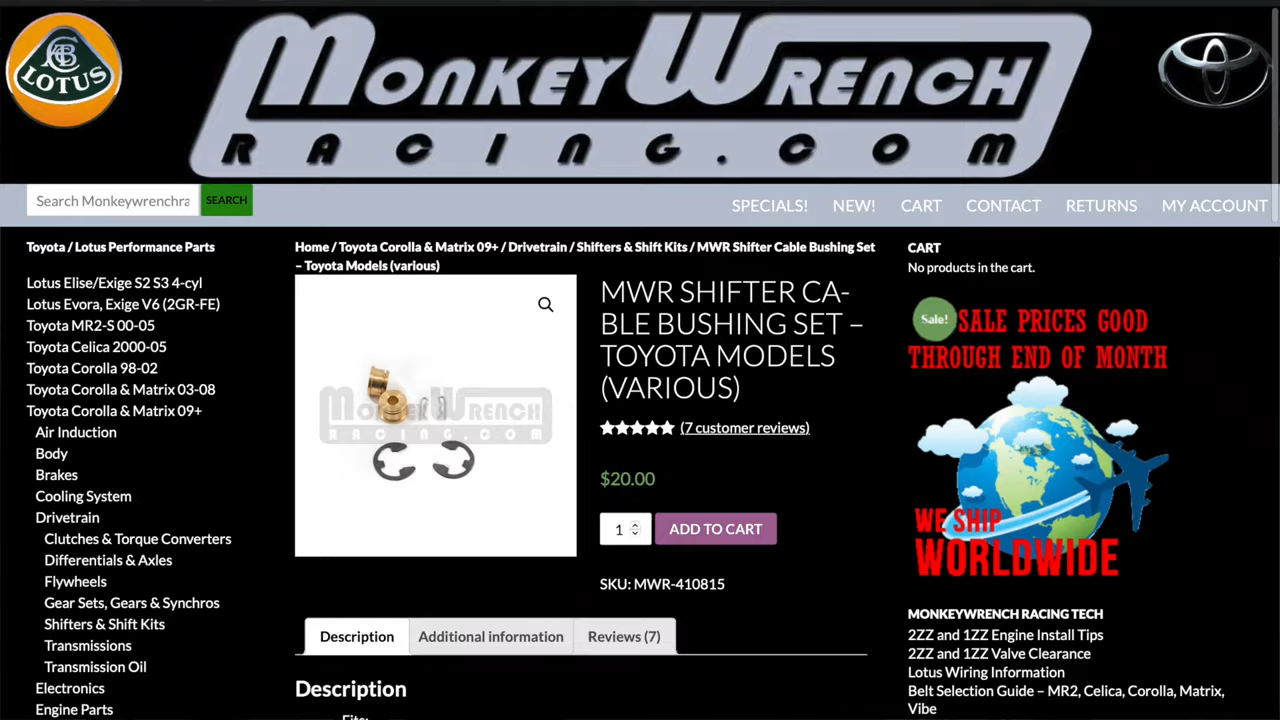 LOTUS
MONKEYWRENCH
RACING.COM
Search Monkeywrenchra
SEARCH
SPECIALS! NEW! CART CONTACT RETURNS MY ACCOUNT
Toyota / Lotus Performance Parts
Lotus Elise/Exige S2 S3 4-cyl
Lotus Evora, Exige V6 (2GR-FE)
Toyota MR2-S 00-05
Toyota Celica 2000-05
Toyota Corolla 98-02
Toyota Corolla & Matrix 03-08
Toyota Corolla & Matrix 09+
Air Induction
Body
Brakes
Cooling System
Drivetrain
Clutches & Torque Converters
Differentials & Axles
Flywheels
Gear Sets, Gears & Synchros
Shifters & Shift Kits
Transmissions
Transmission Oil
Electronics
Engine Parts
Home / Toyota Corolla & Matrix 09+ / Drivetrain / Shifters & Shift Kits / MWR Shifter Cable Bushing Set
– Toyota Models (various)
MONKEYWRENCH
RACING.COM
MWR SHIFTER CA-
BLE BUSHING SET –
TOYOTA MODELS
(VARIOUS)
(7 customer reviews)
$20.00
1
ADD TO CART
SKU: MWR-410815
Description Additional information Reviews (7)
Description
Fits:
CART
No products in the cart.
Sale!
SALE PRICES GOOD
THROUGH END OF MONTH
WE SHIP
WORLDWIDE
MONKEYWRENCH RACING TECH
2ZZ and 1ZZ Engine Install Tips
2ZZ and 1ZZ Valve Clearance
Lotus Wiring Information
Belt Selection Guide – MR2, Celica, Corolla, Matrix,
Vibe